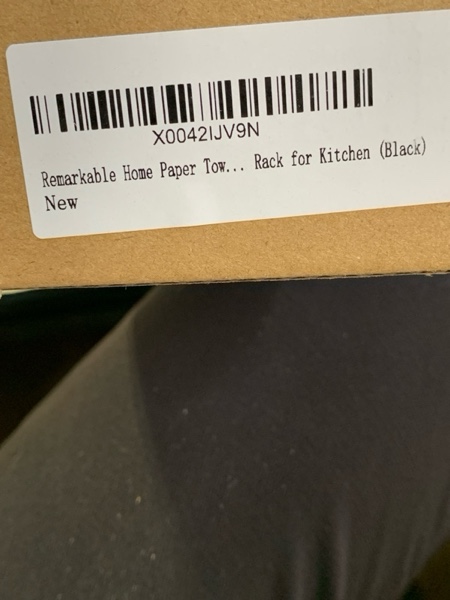 X0042IJV9N
Remarkable Home Paper Tow... Rack for Kitchen (Black)
New